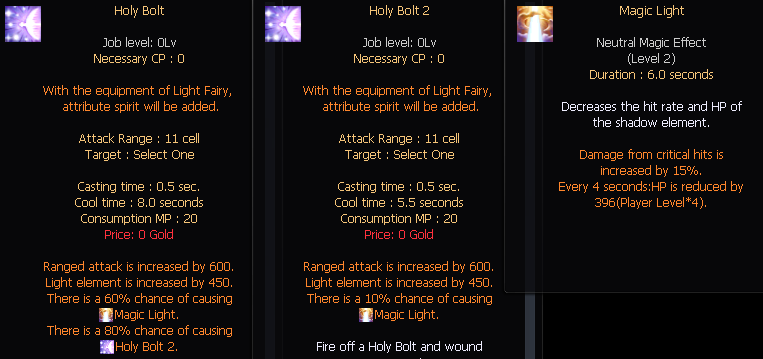 Holy Bolt
Job level: 0Lv
Necessary CP : 0
With the equipment of Light Fairy,
attribute spirit will be added.
Attack Range : 11 cell
Target : Select One
Casting time : 0.5 sec.
Cool time : 8.0 seconds
Consumption MP : 20
Price: 0 Gold
Ranged attack is increased by 600.
Light element is increased by 450.
There is a 60% chance of causing
Magic Light.
There is a 80% chance of causing
Holy Bolt 2.
Holy Bolt 2
Job level: 0Lv
Necessary CP : 0
With the equipment of Light Fairy,
attribute spirit will be added.
Attack Range : 11 cell
Target : Select One
Casting time : 0.5 sec.
Cool time : 5.5 seconds
Consumption MP : 20
Price: 0 Gold
Ranged attack is increased by 600.
Light element is increased by 450.
There is a 10% chance of causing
Magic Light.
Fire off a Holy Bolt and wound
Magic Light
Neutral Magic Effect
(Level 2)
Duration : 6.0 seconds
Decreases the hit rate and HP of
the shadow element.
Damage from critical hits is
increased by 15%.
Every 4 seconds:HP is reduced by
396(Player Level*4).